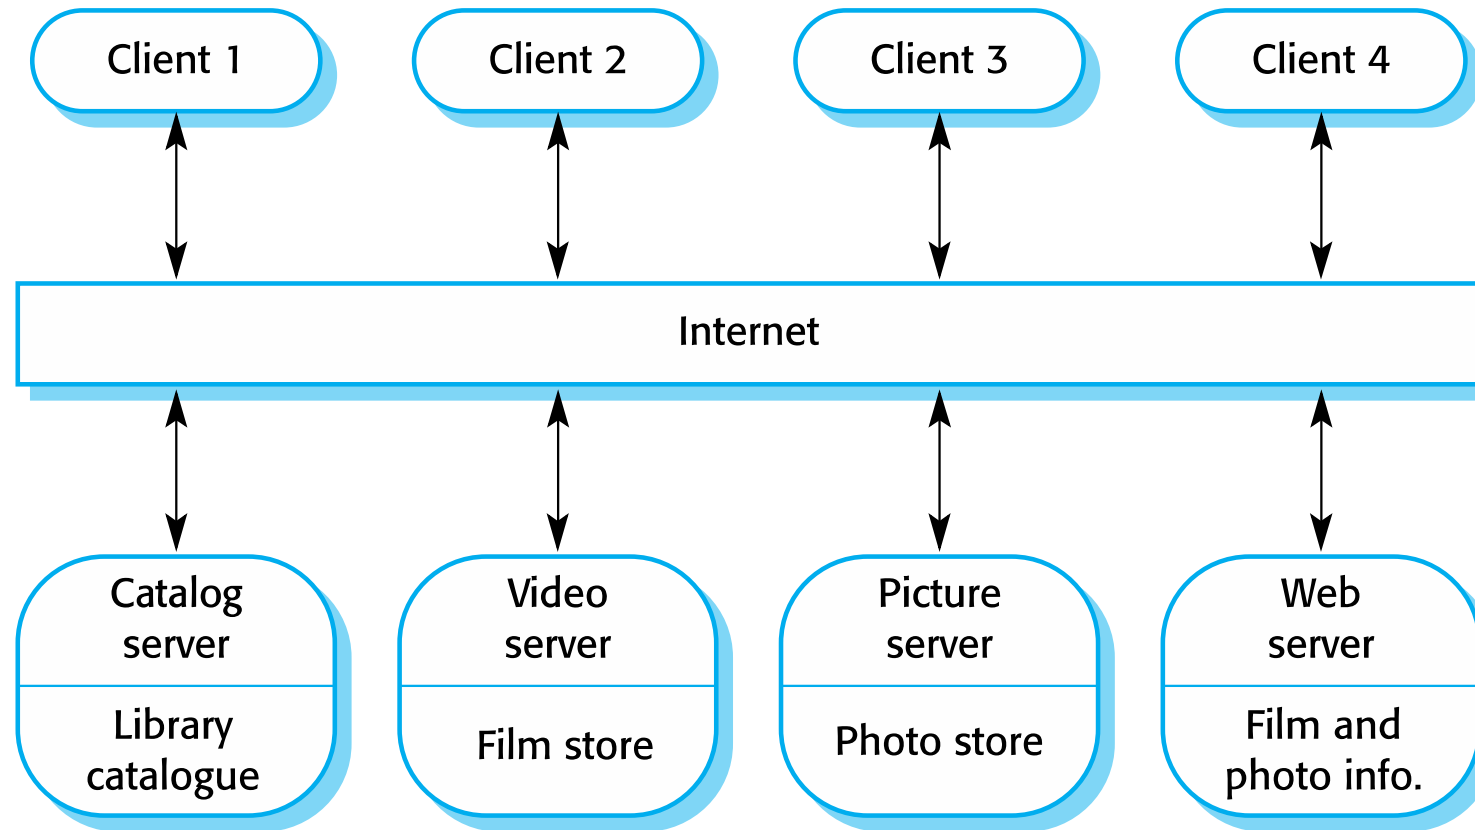 Client 1
Client 2
Client 3
Client 4
Internet
Catalog
server
Library
catalogue
Video
server
Film store
Picture
server
Photo store
Web
server
Film and
photo info.